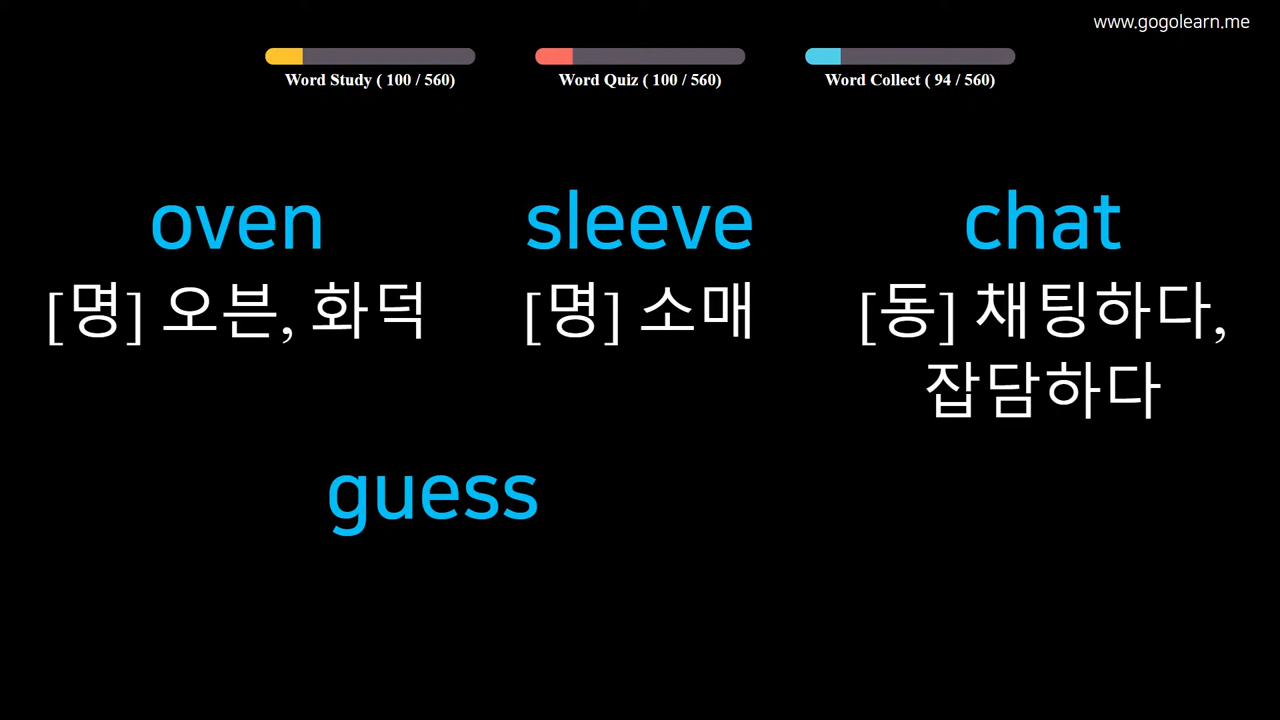 www.gogolearn.me
Word Study ( 100 / 560)
Word Quiz ( 100 / 560)
Word Collect ( 94 / 560)
oven
[명] 오븐, 화덕
sleeve
[명] 소매
chat
[동] 채팅하다,
잡담하다
guess